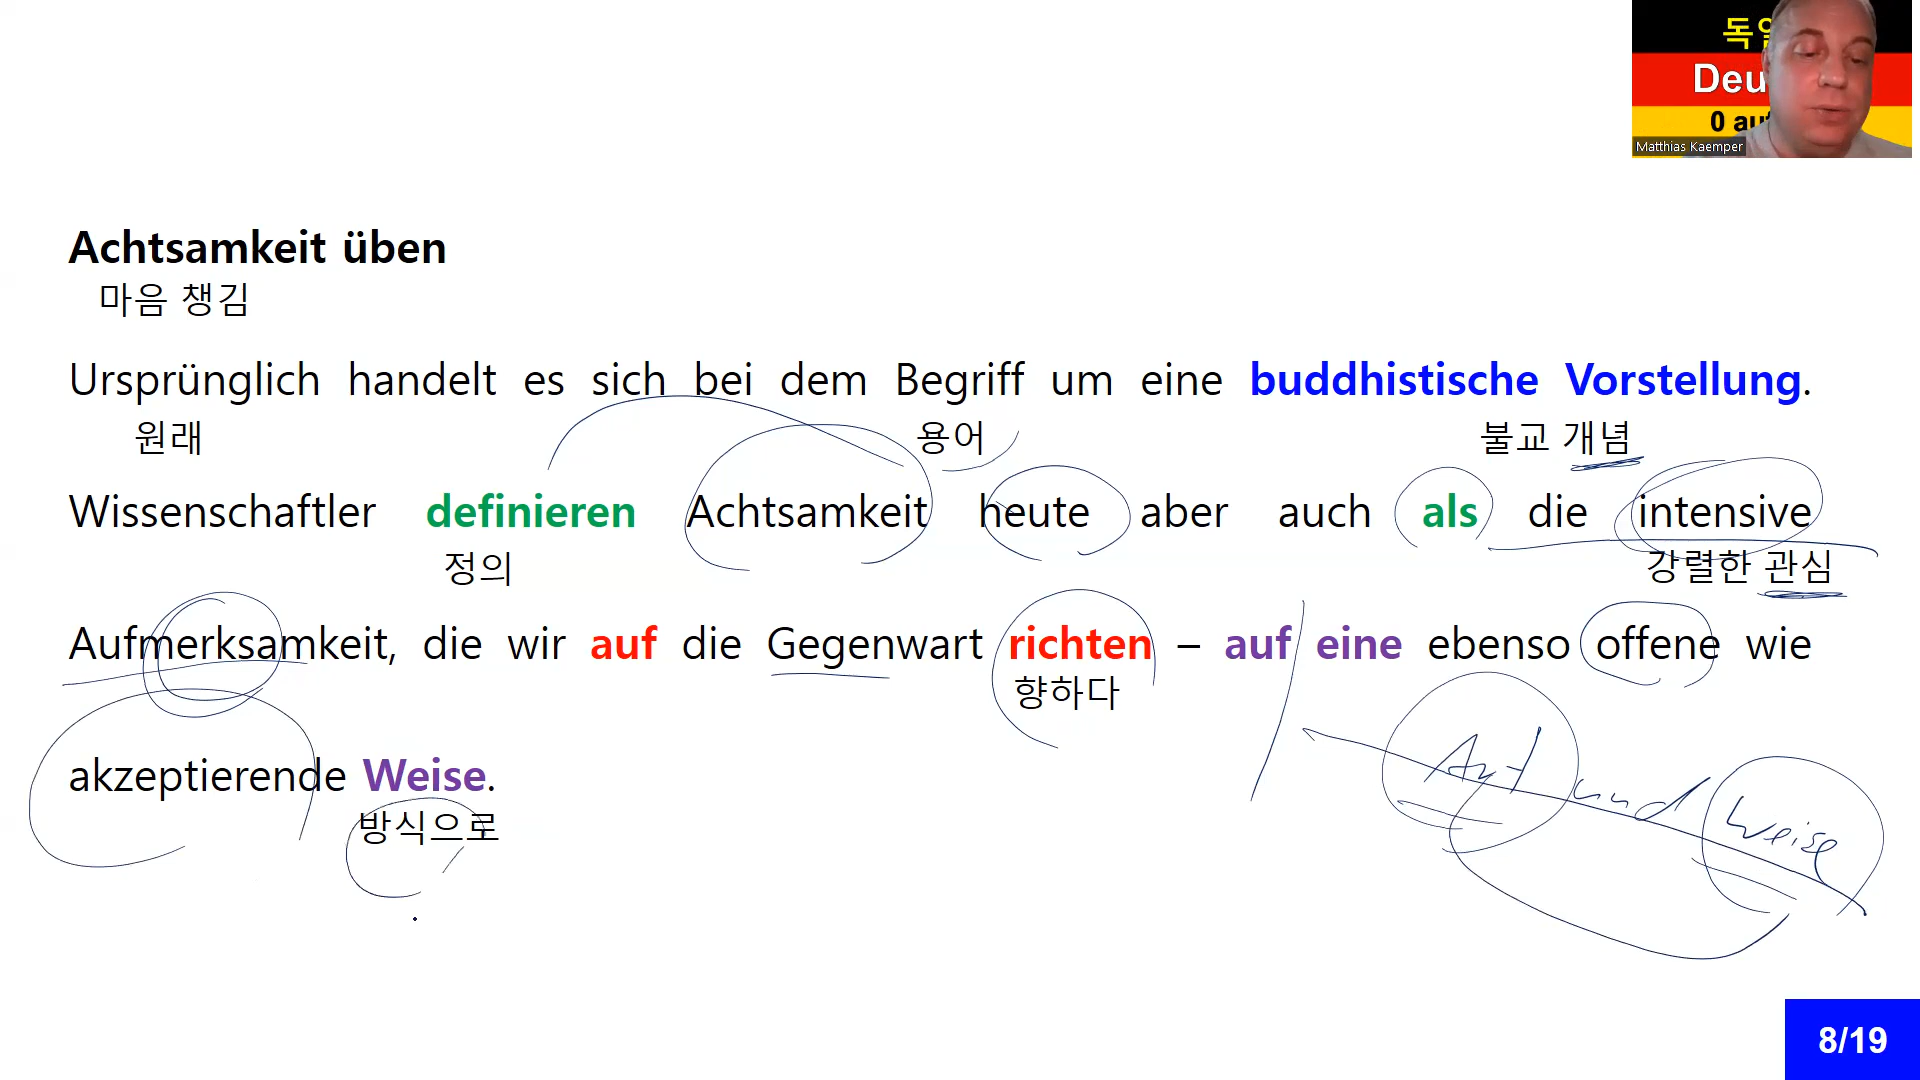 독일
Deu
0 au
Matthias Kaemper
Achtsamkeit üben
마음 챙김
Ursprünglich handelt es sich bei dem Begriff um eine buddhistische Vorstellung.
원래 용어 불교 개념
Wissenschaftler definieren Achtsamkeit heute aber auch als die intensive
정의 강렬한 관심
Aufmerksamkeit, die wir auf die Gegenwart richten – auf eine ebenso offene wie
향하다
akzeptierende Weise.
방식으로
Art und Weise
8/19